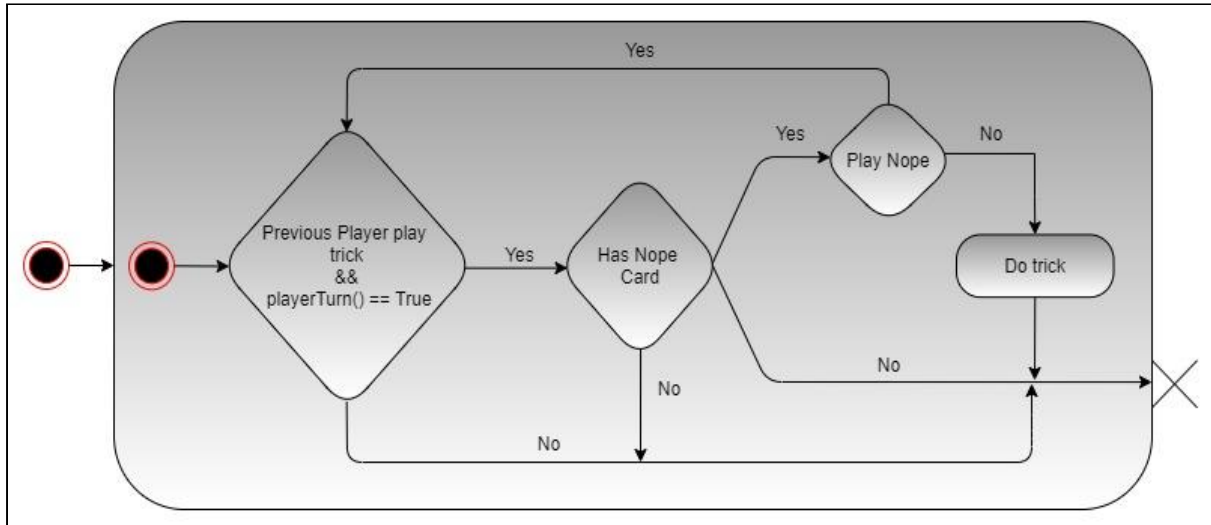 Yes
Previous Player play
trick
&&
playerTurn() == True
Yes
Has Nope
Card
Yes
Play Nope
No
Do trick
No
No
No